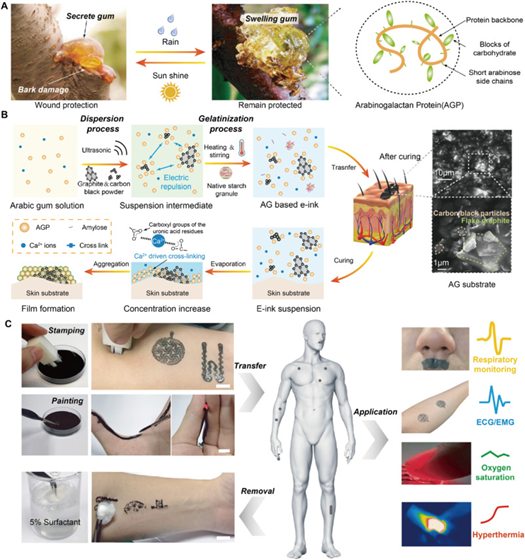 A
Secrete gum
Bark damage
Wound protection
Rain
Sun shine
Swelling gum
Remain protected
Protein backbone
Blocks of
carbohydrate
Short arabinose
side chains
Arabinogalactan Protein(AGP)
B
Dispersion
process
Ultrasonic
Graphite&carbon
black powder
Arabic gum solution
Electric
repulsion
Suspension intermediate
Gelatinization
process
Heating &
stirring
Native starch
granule
AG based e-ink
Trasnfer
After curing
10μm
Carbon black particles
Flake graphite
1μm
AG substrate
AGP
Amylose
Ca²⁺ ions
Cross link
Carboxyl groups of the
uronic acid residues
Ca²⁺
Ca²⁺ driven cross-linking
Aggregation
Evaporation
Curing
Skin substrate
Skin substrate
Skin substrate
Film formation
Concentration increase
E-ink suspension
C
Stamping
Transfer
Painting
Removal
5% Surfactant
Application
Respiratory
monitoring
ECG/EMG
Oxygen
saturation
Hyperthermia